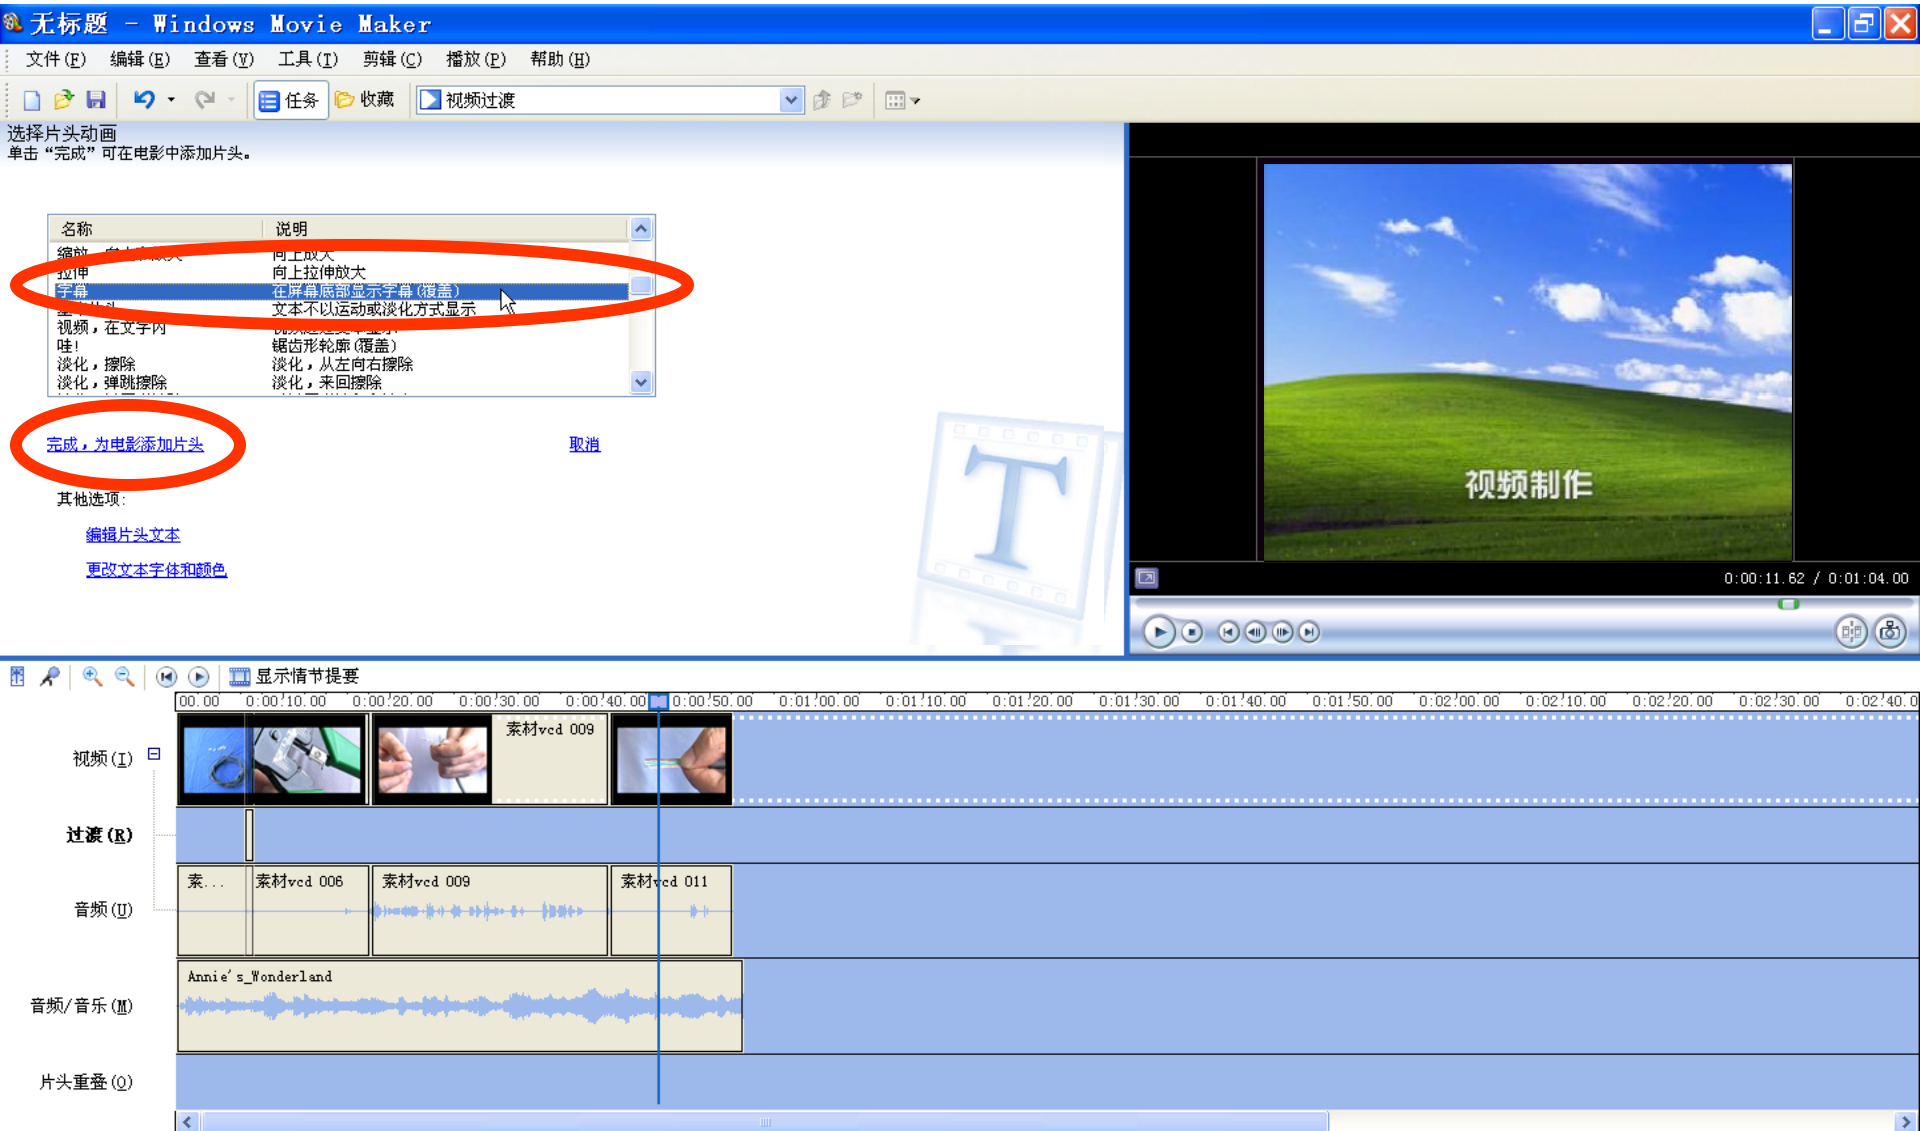 无标题 - Windows Movie Maker
文件(F) 编辑(E) 查看(V) 工具(T) 剪辑(C) 播放(P) 帮助(H)
任务 收藏 视频过渡
选择片头动画
单击“完成”可在电影中添加片头。
名称 说明
向上放大
拉伸 向上拉伸放大
字幕 在屏幕底部显示字幕(覆盖)
文本不以运动或淡化方式显示
视频，在文字内
哇! 锯齿形轮廓(覆盖)
淡化，擦除 淡化，从左向右擦除
淡化，弹跳擦除 淡化，来回擦除
完成，为电影添加片头 取消
其他选项:
编辑片头文本
更改文本字体和颜色
视频制作
0:00:11.62 / 0:01:04.00
显示情节提要
00.00 0:00:10.00 0:00:20.00 0:00:30.00 0:00:40.00 0:00:50.00 0:01:00.00 0:01:10.00 0:01:20.00 0:01:30.00 0:01:40.00 0:01:50.00 0:02:00.00 0:02:10.00 0:02:20.00 0:02:30.00 0:02:40.0
视频(I) 素材vcd 009
过渡(R)
音频(U) 素... 素材vcd 006 素材vcd 009 素材vcd 011
音频/音乐(M) Annie's_Wonderland
片头重叠(O)